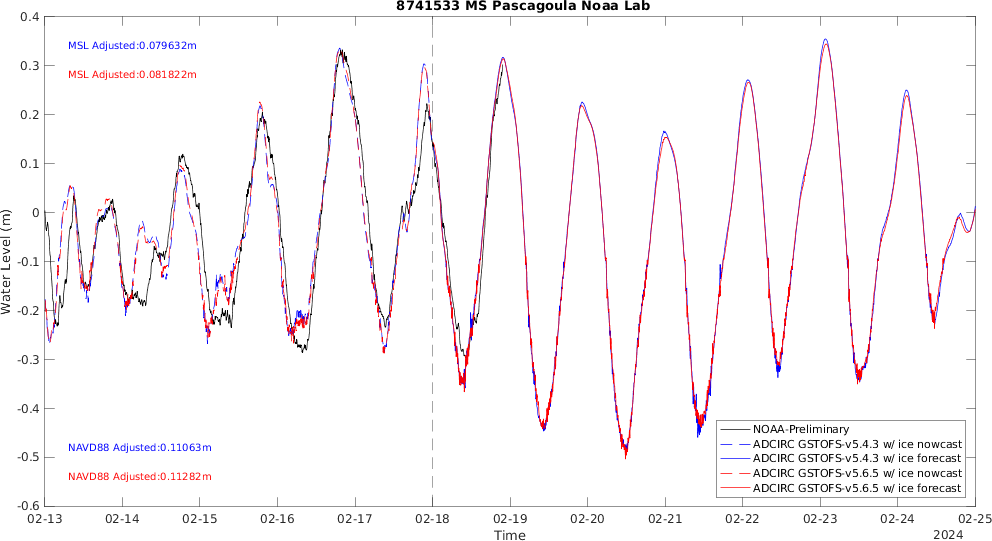 8741533 MS Pascagoula Noaa Lab
0.4
0.3
0.2
0.1
0
-0.1
-0.2
-0.3
-0.4
-0.5
-0.6
Water Level (m)
MSL Adjusted:0.079632m
MSL Adjusted:0.081822m
NAVD88 Adjusted:0.11063m
NAVD88 Adjusted:0.11282m
NOAA-Preliminary
ADCIRC GSTOFS-v5.4.3 w/ ice nowcast
ADCIRC GSTOFS-v5.4.3 w/ ice forecast
ADCIRC GSTOFS-v5.6.5 w/ ice nowcast
ADCIRC GSTOFS-v5.6.5 w/ ice forecast
02-13 02-14 02-15 02-16 02-17 02-18 02-19 02-20 02-21 02-22 02-23 02-24 02-25
Time
2024